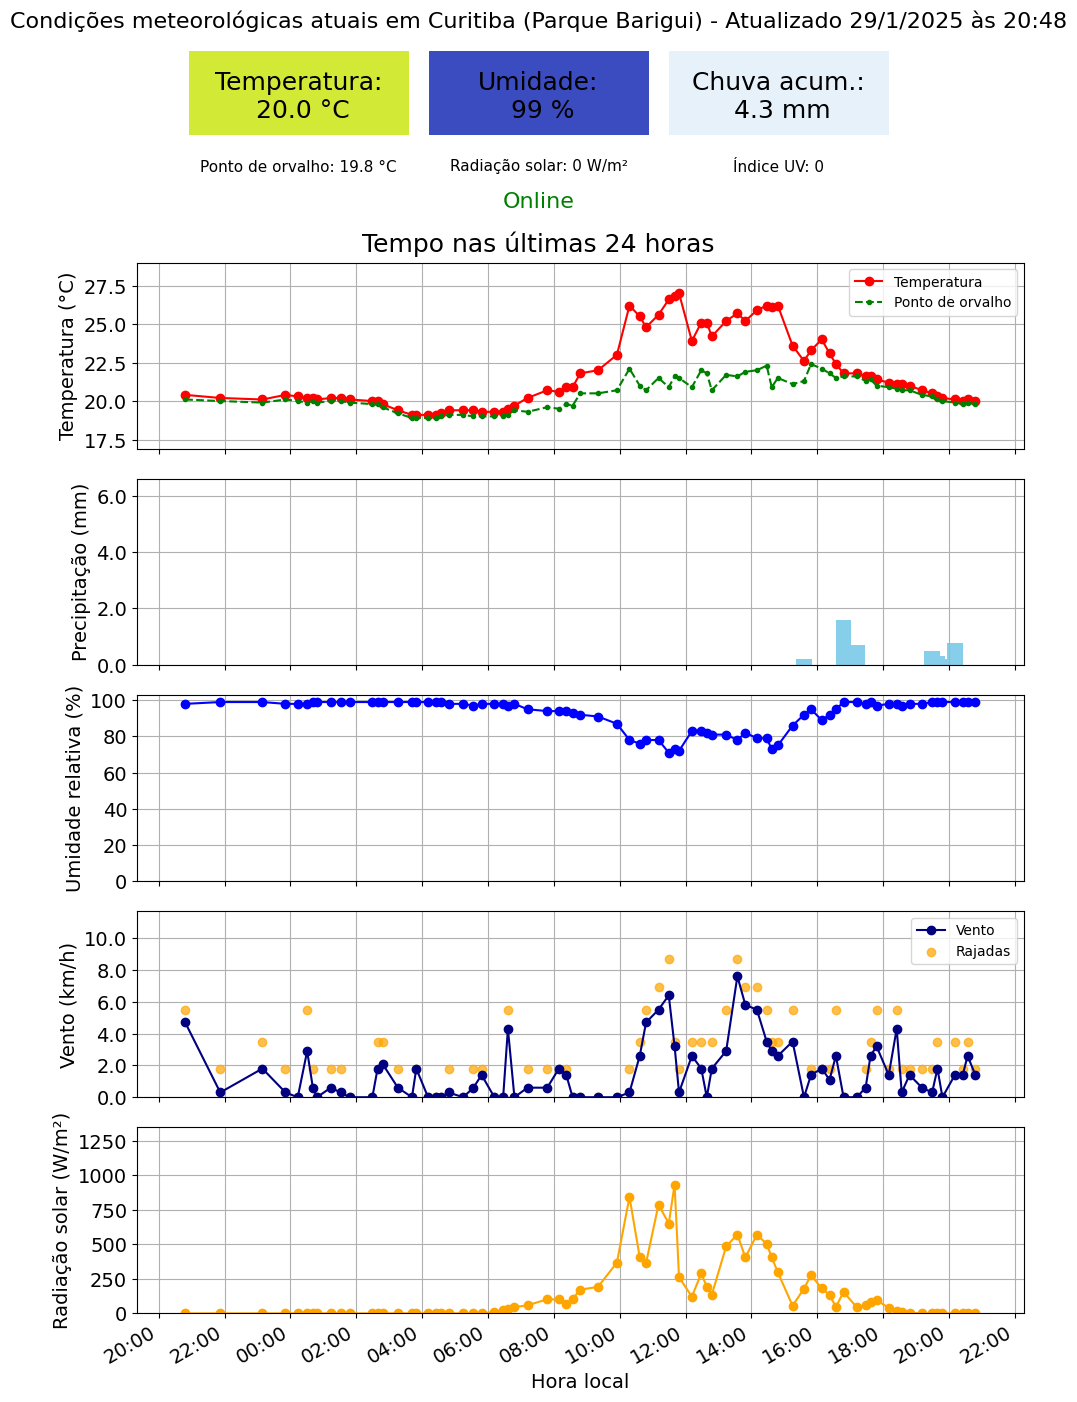 Condições meteorológicas atuais em Curitiba (Parque Barigui) - Atualizado 29/1/2025 às 20:48
Temperatura:
20.0 °C
Umidade:
99 %
Chuva acum.:
4.3 mm
Ponto de orvalho: 19.8 °C
Radiação solar: 0 W/m²
Índice UV: 0
Online
Tempo nas últimas 24 horas
Temperatura (°C)
27.5
25.0
22.5
20.0
17.5
Temperatura
Ponto de orvalho
Precipitação (mm)
6.0
4.0
2.0
0.0
Umidade relativa (%)
100
80
60
40
20
0
Vento (km/h)
10.0
8.0
6.0
4.0
2.0
0.0
Vento
Rajadas
Radiação solar (W/m²)
1250
1000
750
500
250
0
20:00
22:00
00:00
02:00
04:00
06:00
08:00
10:00
12:00
14:00
16:00
18:00
20:00
22:00
Hora local